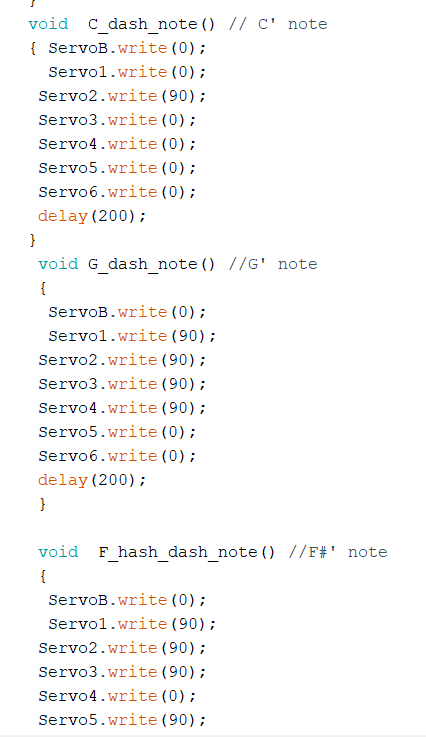 }
void  C_dash_note() // C' note
{ ServoB.write(0);
  Servo1.write(0);
 Servo2.write(90);
 Servo3.write(0);
 Servo4.write(0);
 Servo5.write(0);
 Servo6.write(0);
 delay(200);
}
 void G_dash_note() //G' note
 {
  ServoB.write(0);
  Servo1.write(90);
 Servo2.write(90);
 Servo3.write(90);
 Servo4.write(90);
 Servo5.write(0);
 Servo6.write(0);
 delay(200);
 }

 void  F_hash_dash_note() //F#' note
 {
  ServoB.write(0);
  Servo1.write(90);
 Servo2.write(90);
 Servo3.write(90);
 Servo4.write(0);
 Servo5.write(90);